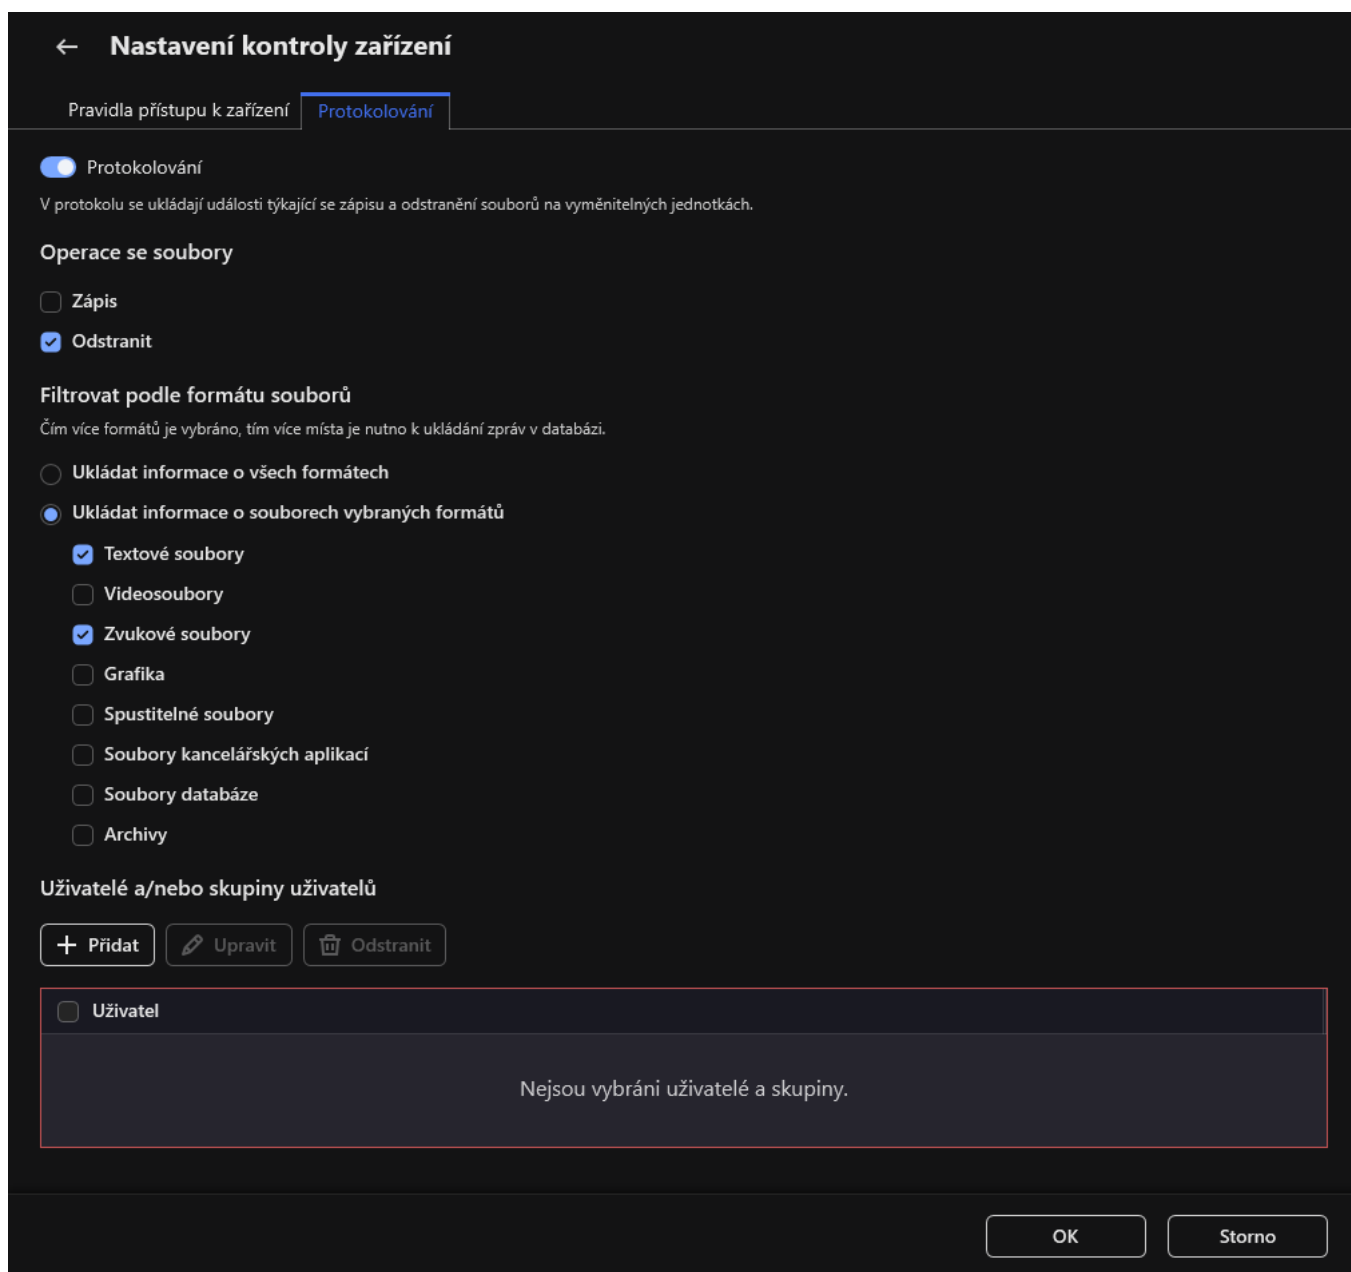 Nastavení kontroly zařízení
Pravidla přístupu k zařízení
Protokolování
Protokolování
V protokolu se ukládají události týkající se zápisu a odstranění souborů na vyměnitelných jednotkách.
Operace se soubory
Zápis
Odstranit
Filtrovat podle formátu souborů
Čím více formátů je vybráno, tím více místa je nutno k ukládání zpráv v databázi.
Ukládat informace o všech formátech
Ukládat informace o souborech vybraných formátů
Textové soubory
Videosoubory
Zvukové soubory
Grafika
Spustitelné soubory
Soubory kancelářských aplikací
Soubory databáze
Archivy
Uživatelé a/nebo skupiny uživatelů
Přidat
Upravit
Odstranit
Uživatel
Nejsou vybráni uživatelé a skupiny.
OK
Storno